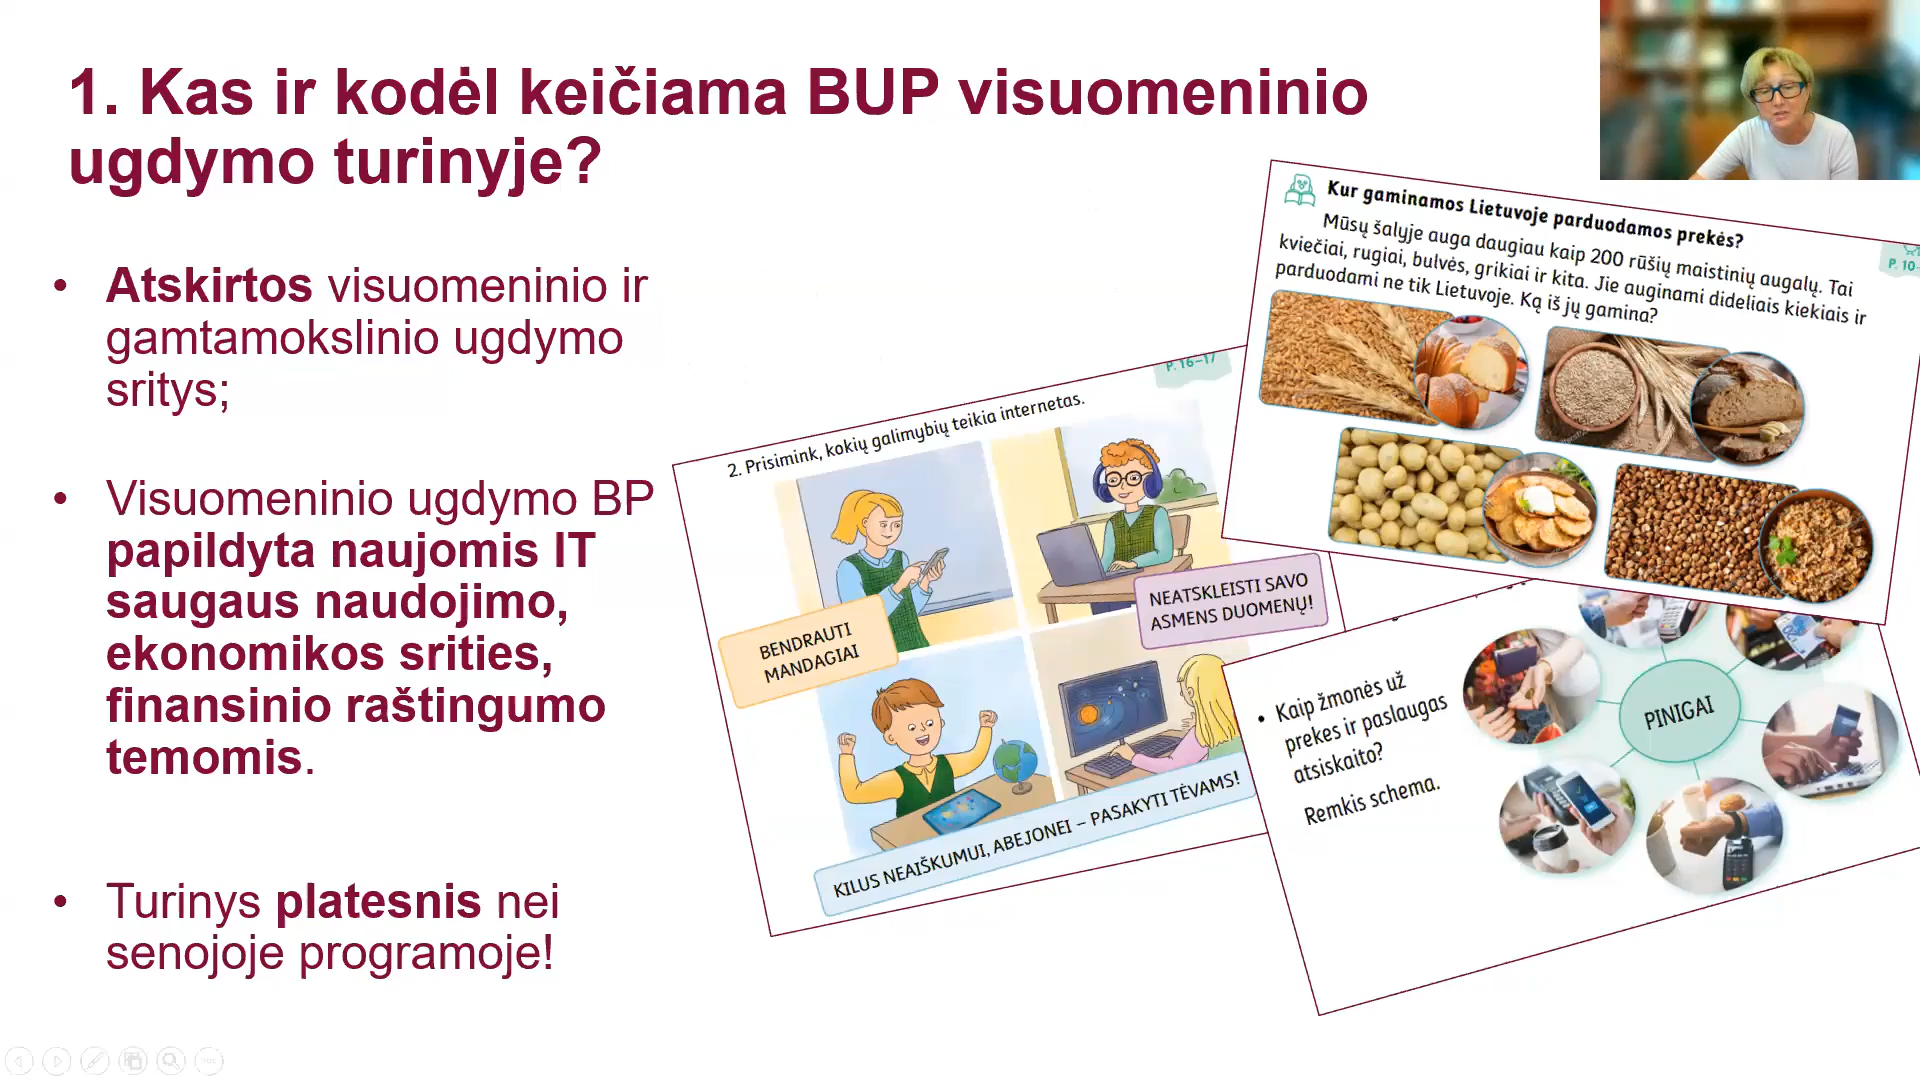 1. Kas ir kodėl keičiama BUP visuomeninio
ugdymo turinyje?
• Atskirtos visuomeninio ir
gamtamokslinio ugdymo
sritys;
• Visuomeninio ugdymo BP
papildyta naujomis IT
saugaus naudojimo,
ekonomikos srities,
finansinio raštingumo
temomis.
• Turinys platesnis nei
senojoje programoje!
P. 16–17
2. Prisimink, kokių galimybių teikia internetas.
BENDRAUTI
MANDAGIAI
NEATSKLEISTI SAVO
ASMENS DUOMENŲ!
KILUS NEAIŠKUMUI, ABEJONEI – PASAKYTI TĖVAMS!
Kur gaminamos Lietuvoje parduodamos prekės?
P. 10-
Mūsų šalyje auga daugiau kaip 200 rūšių maistinių augalų. Tai
kviečiai, rugiai, bulvės, grikiai ir kita. Jie auginami dideliais kiekiais ir
parduodami ne tik Lietuvoje. Ką iš jų gamina?
• Kaip žmonės už
prekes ir paslaugas
atsiskaito?
Remkis schema.
PINIGAI